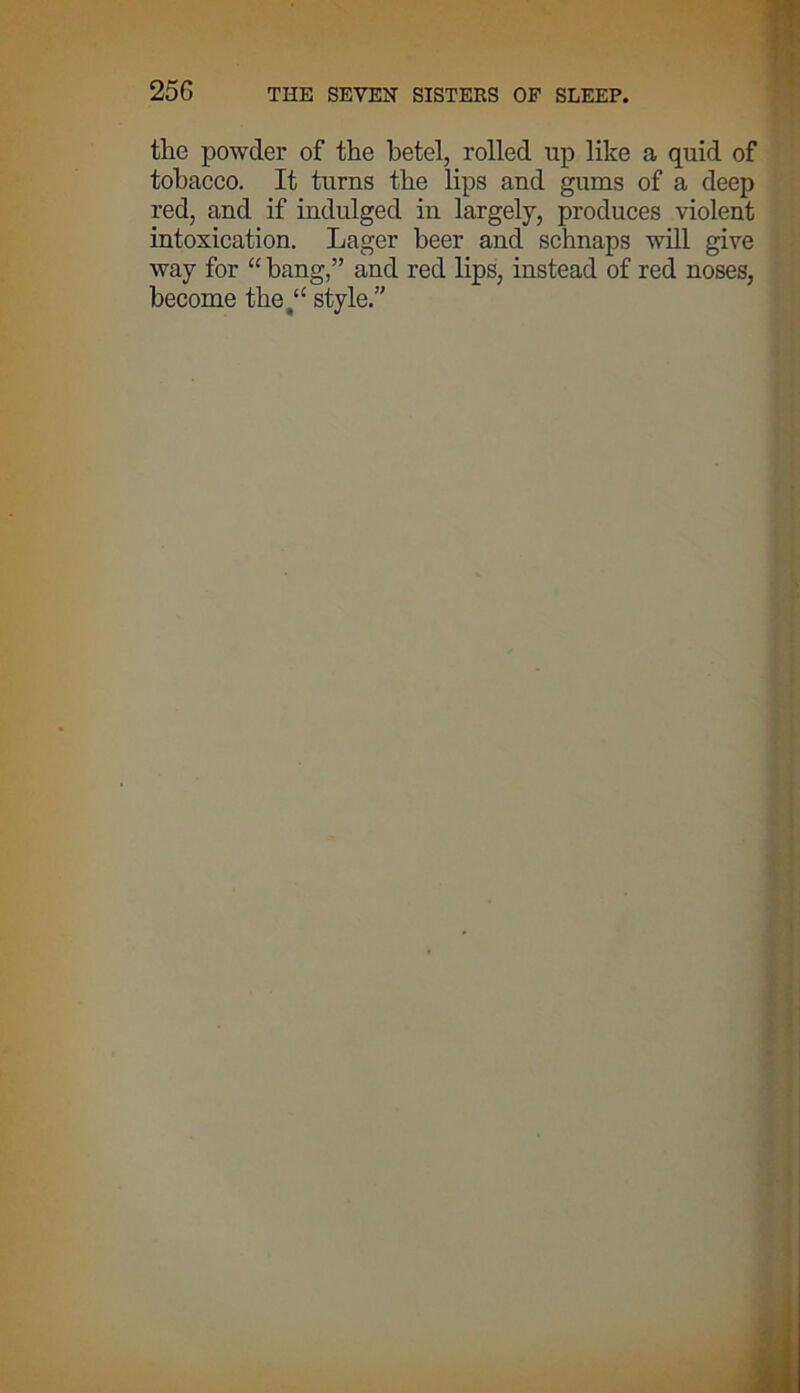 256 THE SEVEN SISTERS OF SLEEP.
the powder of the betel, rolled up like a quid of
tobacco. It turns the lips and gums of a deep
red, and if indulged in largely, produces violent
intoxication. Lager beer and schnaps will give
way for “bang,” and red lips, instead of red noses,
become the “ style.”